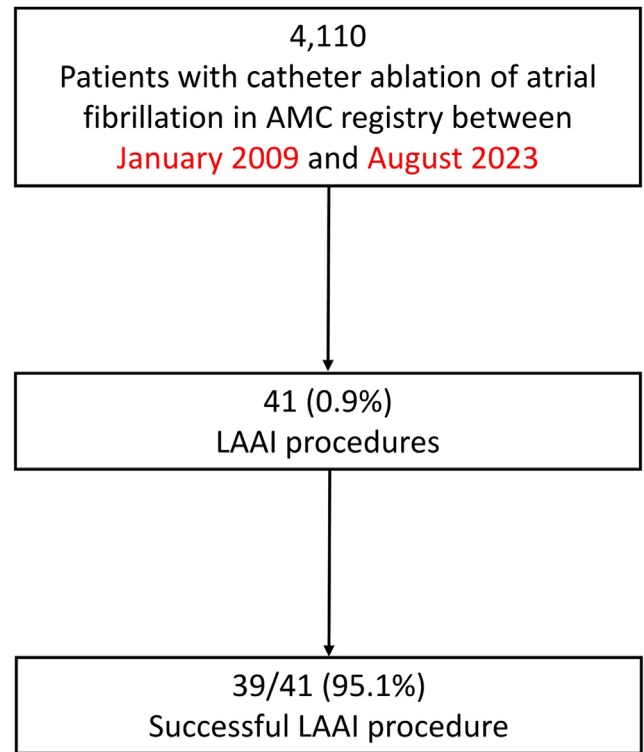 4,110
Patients with catheter ablation of atrial
fibrillation in AMC registry between
January 2009 and August 2023
41 (0.9%)
LAAI procedures
39/41 (95.1%)
Successful LAAI procedure